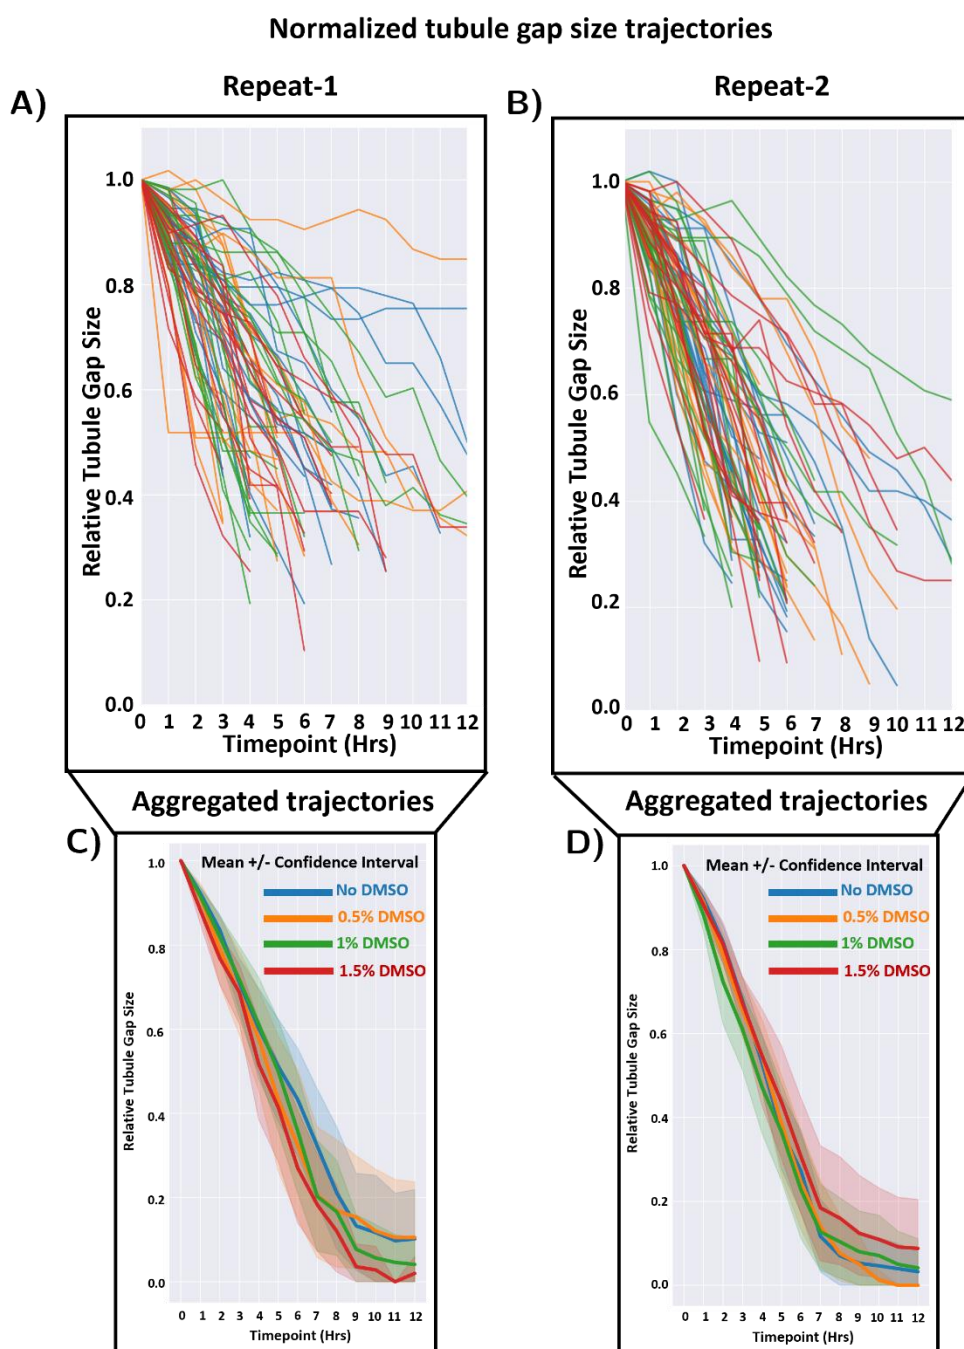 Normalized tubule gap size trajectories
Repeat-1
Repeat-2
A)
B)
Relative Tubule Gap Size
1.0
0.8
0.6
0.4
0.2
0.0
0 1 2 3 4 5 6 7 8 9 10 11 12
Timepoint (Hrs)
Relative Tubule Gap Size
1.0
0.8
0.6
0.4
0.2
0.0
0 1 2 3 4 5 6 7 8 9 10 11 12
Timepoint (Hrs)
Aggregated trajectories
Aggregated trajectories
C)
Mean +/- Confidence Interval
No DMSO
0.5% DMSO
1% DMSO
1.5% DMSO
Relative Tubule Gap Size
1.0
0.8
0.6
0.4
0.2
0.0
0 1 2 3 4 5 6 7 8 9 10 11 12
Timepoint (Hrs)
D)
Mean +/- Confidence Interval
No DMSO
0.5% DMSO
1% DMSO
1.5% DMSO
Relative Tubule Gap Size
1.0
0.8
0.6
0.4
0.2
0.0
0 1 2 3 4 5 6 7 8 9 10 11 12
Timepoint (Hrs)